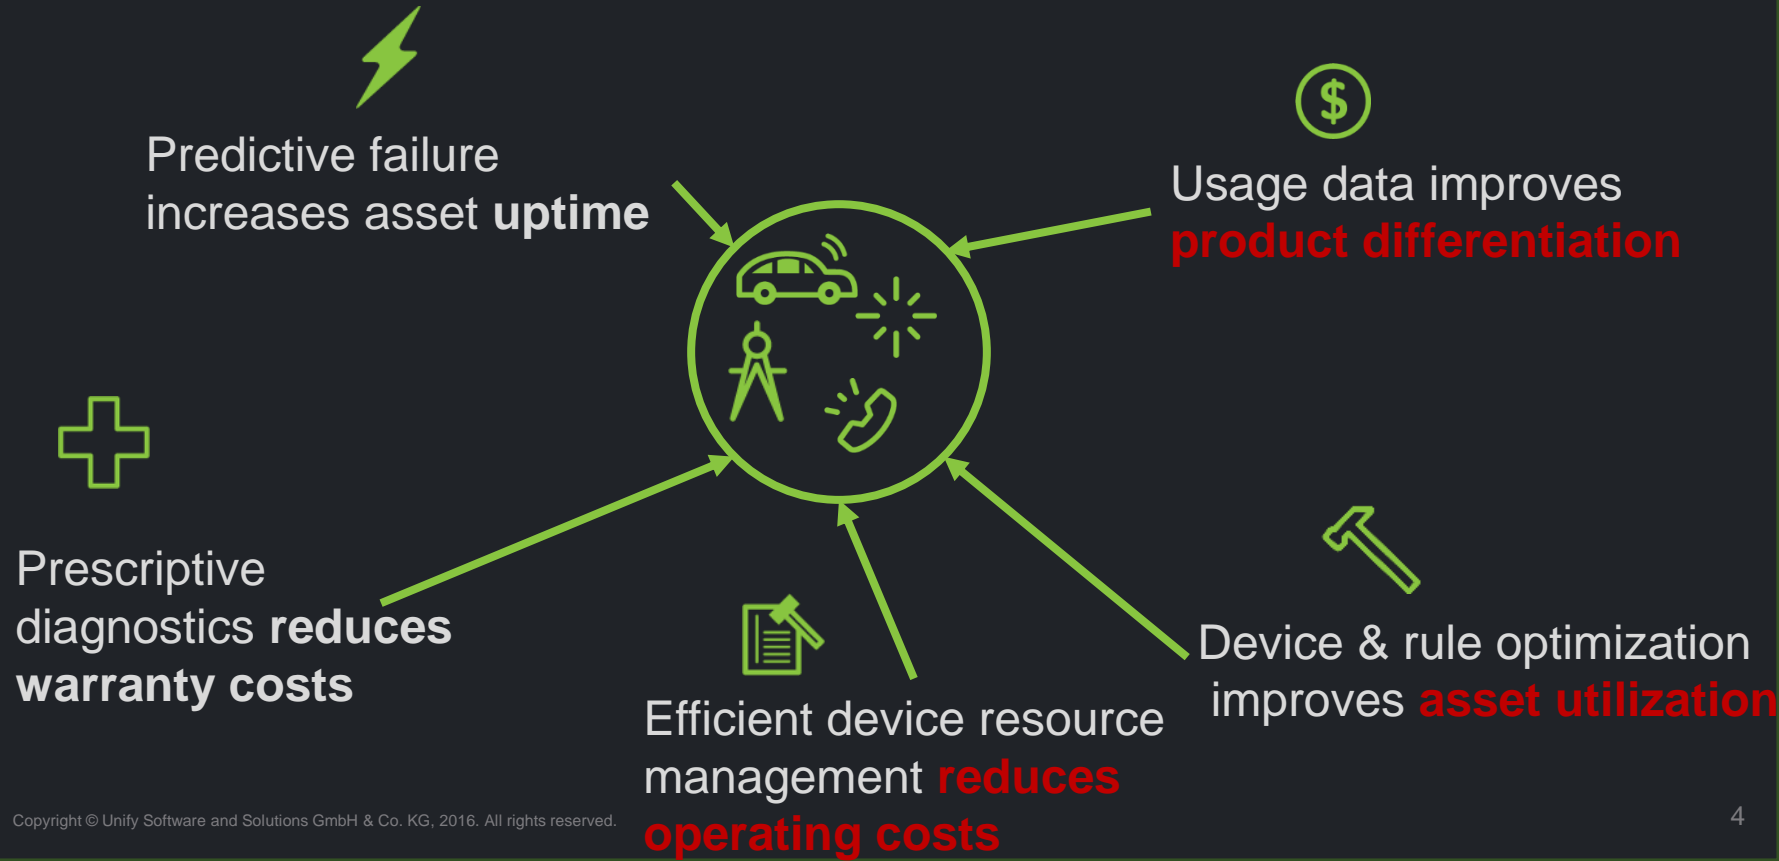 Predictive failure
increases asset uptime
$
Usage data improves
product differentiation
Prescriptive
diagnostics reduces
warranty costs
Efficient device resource
management reduces
operating costs
Device & rule optimization
improves asset utilization
Copyright © Unify Software and Solutions GmbH & Co. KG, 2016. All rights reserved.
4